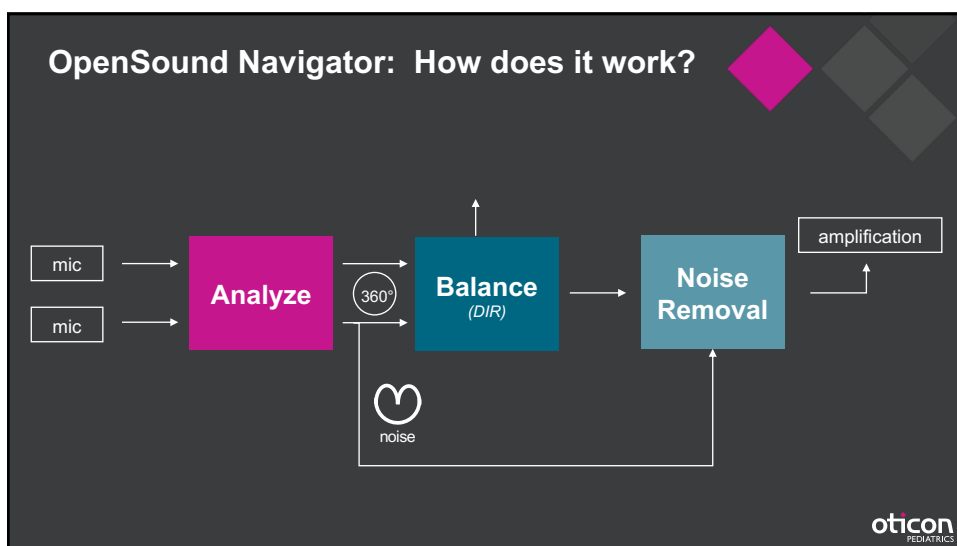 OpenSound Navigator: How does it work?
mic
mic
Analyze
360°
noise
Balance
(DIR)
Noise
Removal
amplification
oticon
PEDIATRICS